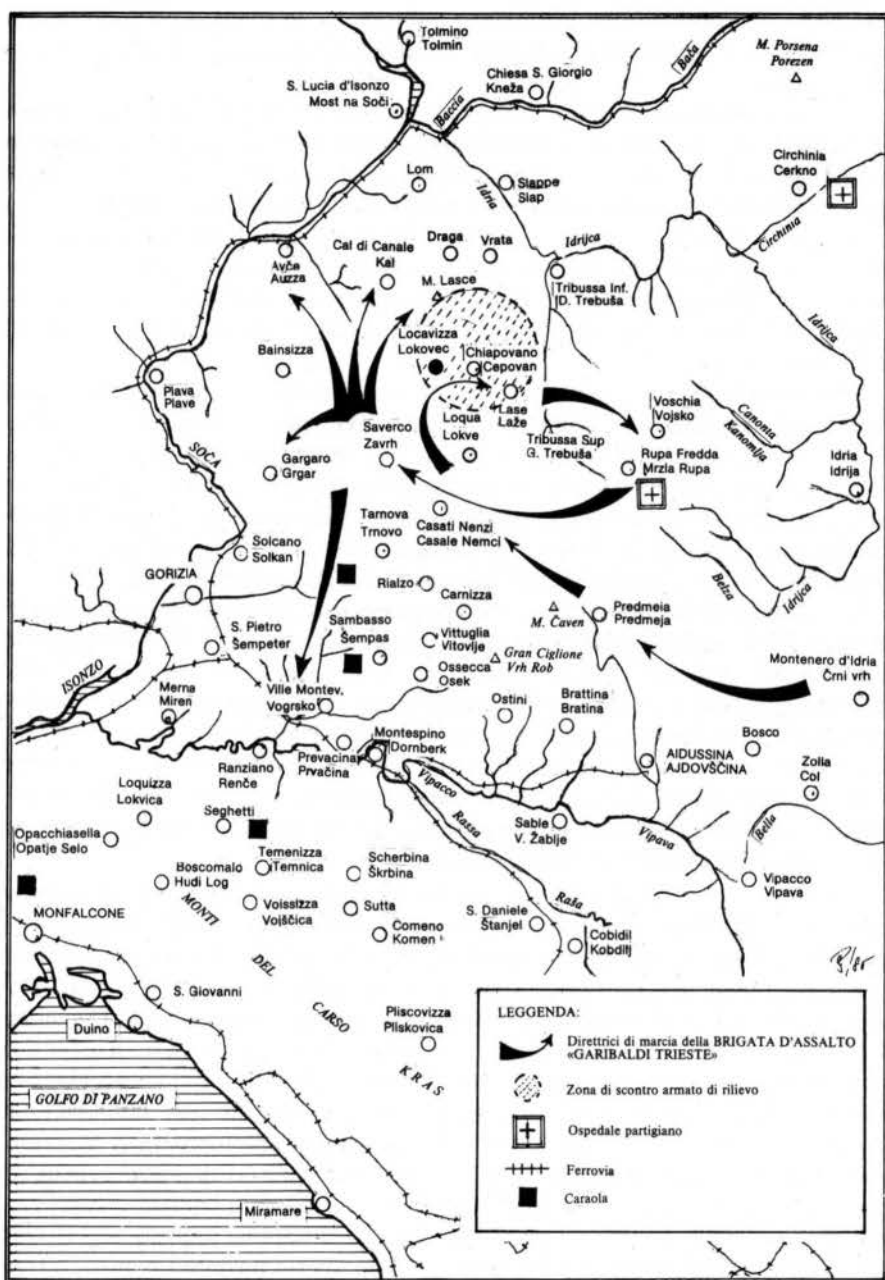 Tolmino
Tolmin
M. Porsena
Porezen
Bača
Chiesa S. Giorgio
Kneža
S. Lucia d'Isonzo
Most na Soči
Baccia
Circhinia
Cerkno
Lom
Slappe
Slap
Idria
Circhinia
Idrijca
Draga
Vrata
Cal di Canale
Kal
Avče
Auzza
Tribussa Inf.
D. Trebuša
M. Lasce
Idrijca
Locavizza
Lokovec
Chiapovano
Čepovan
Bainsizza
Plava
Plave
Lase
Laže
Voschia
Vojsko
Canonia
Kanomlja
Loqua
Lokve
Saverco
Zavrh
Tribussa Sup
G. Trebuša
SOČA
Gargaro
Grgar
Rupa Fredda
Mrzla Rupa
Idria
Idrija
Casati Nenzi
Casale Nemci
Tarnova
Trnovo
Solcano
Solkan
GORIZIA
Rialzo
Belza
Idrijca
Carnizza
M. Čaven
Predmeia
Predmeja
S. Pietro
Šempeter
Sambasso
Šempas
Vittuglia
Vitovlje
Gran Ciglione
Vrh Rob
Montenero d'Idria
Črni vrh
ISONZO
Ossecca
Osek
Merna
Miren
Ville Montev.
Vogrsko
Ostini
Brattina
Bratina
Montespino
Dornberk
Bosco
AIDUSSINA
AJDOVŠČINA
Prevacina
Prvačina
Ranziano
Renče
Zolla
Col
Vipacco
Loquizza
Lokvica
Seghetti
Rassa
Sable
V. Žablje
Vipava
Bella
Opacchiasella
Opatje Selo
Temenizza
Temnica
Scherbina
Škrbina
Boscomalo
Hudi Log
Vipacco
Vipava
MONTI
Voissizza
Vojščica
Sutta
Raša
MONFALCONE
S. Daniele
Štanjel
Comeno
Komen
Cobidil
Kobdilj
DEL
S. Giovanni
CARSO
Pliscovizza
Pliskovica
Duino
KRAS
GOLFO DI PANZANO
Miramare
LEGGENDA:
Direttrici di marcia della BRIGATA D'ASSALTO
«GARIBALDI TRIESTE»
Zona di scontro armato di rilievo
Ospedale partigiano
Ferrovia
Caraola